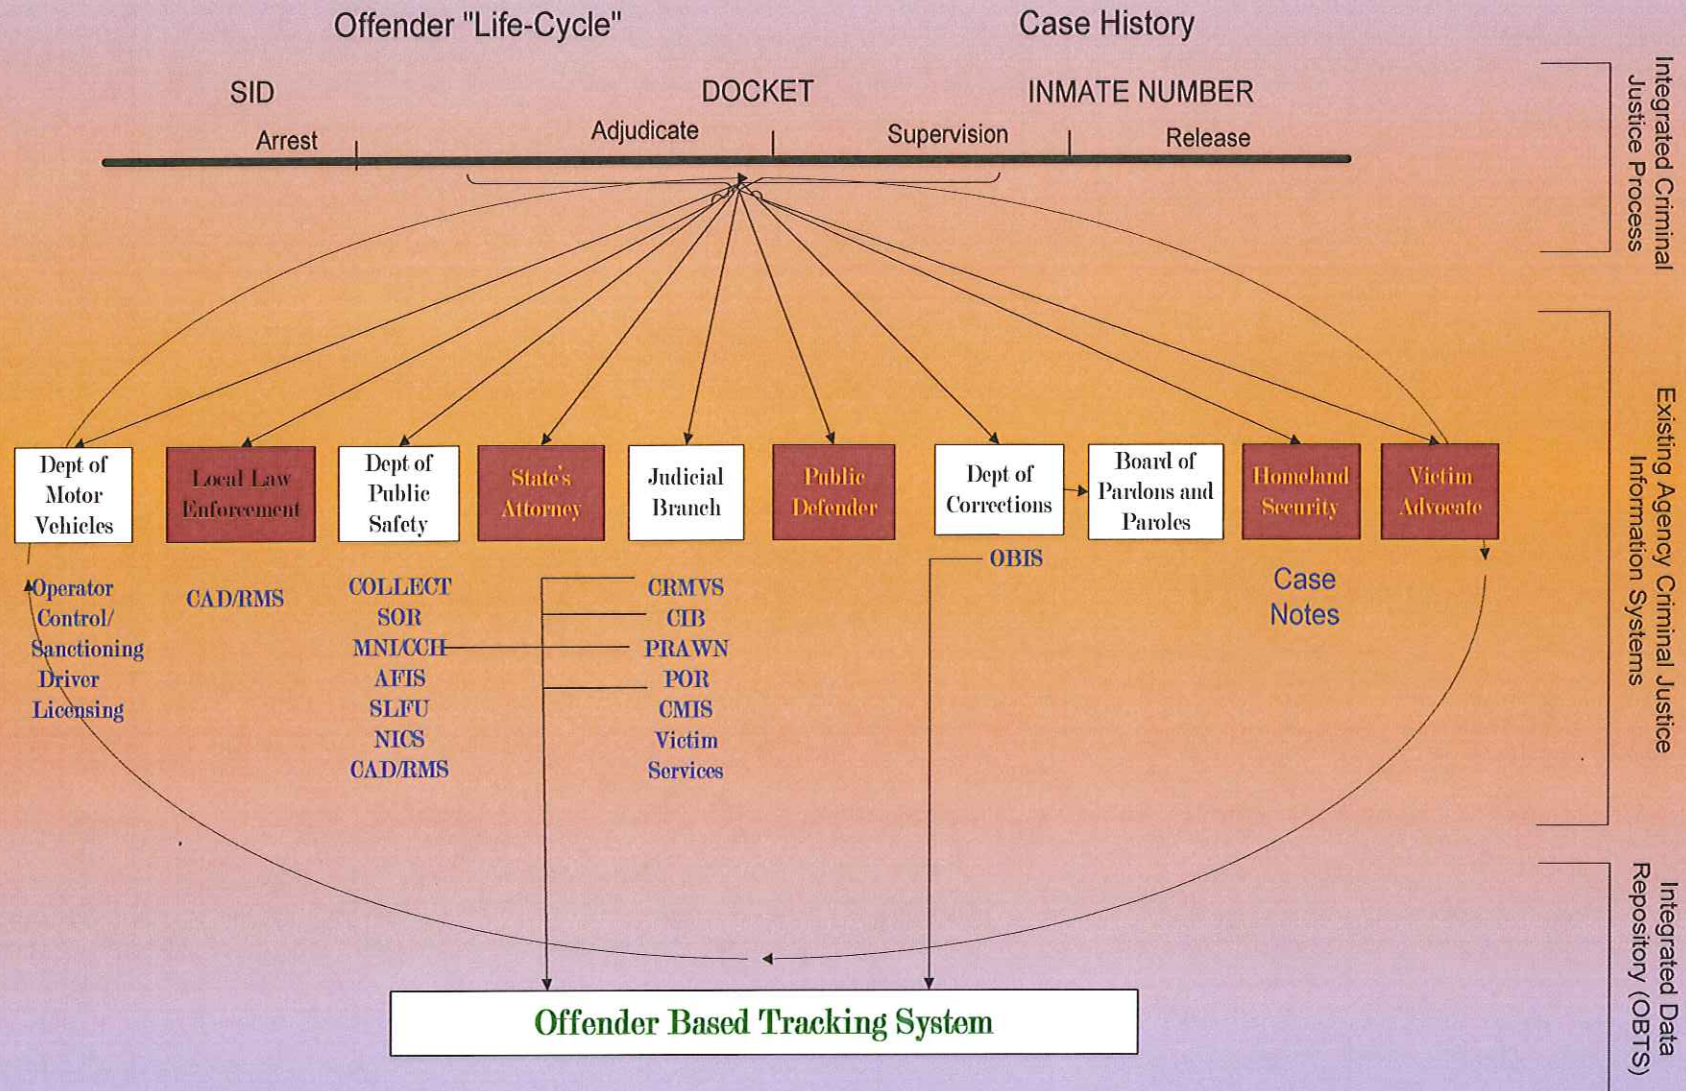 Offender "Life-Cycle"
Case History
SID
DOCKET
INMATE NUMBER
Arrest
Adjudicate
Supervision
Release
Integrated Criminal
Justice Process
Dept of
Motor
Vehicles
Local Law
Enforcement
Dept of
Public
Safety
State's
Attorney
Judicial
Branch
Public
Defender
Dept of
Corrections
Board of
Pardons and
Paroles
Homeland
Security
Victim
Advocate
Existing Agency Criminal Justice
Information Systems
Operator
Control/
Sanctioning
Driver
Licensing
CAD/RMS
COLLECT
SOR
MNI/CCH
AFIS
SLFU
NICS
CAD/RMS
CRMVS
CIB
PRAWN
POR
CMIS
Victim
Services
OBIS
Case
Notes
Integrated Data
Repository (OBTS)
Offender Based Tracking System